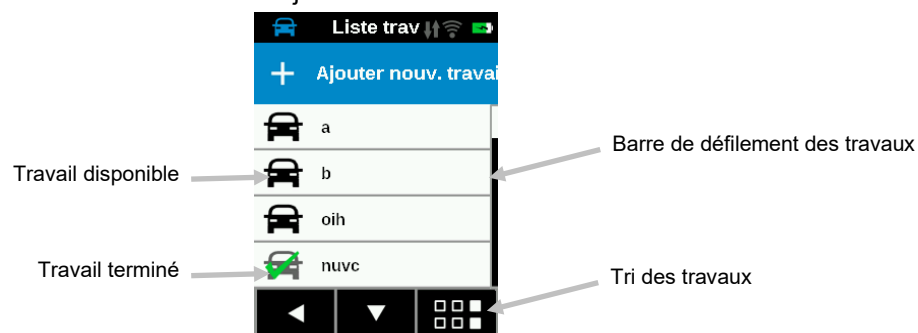 Liste trav
Ajouter nouv. travai
a
b
oih
nuvc
Travail disponible
Travail terminé
Barre de défilement des travaux
Tri des travaux